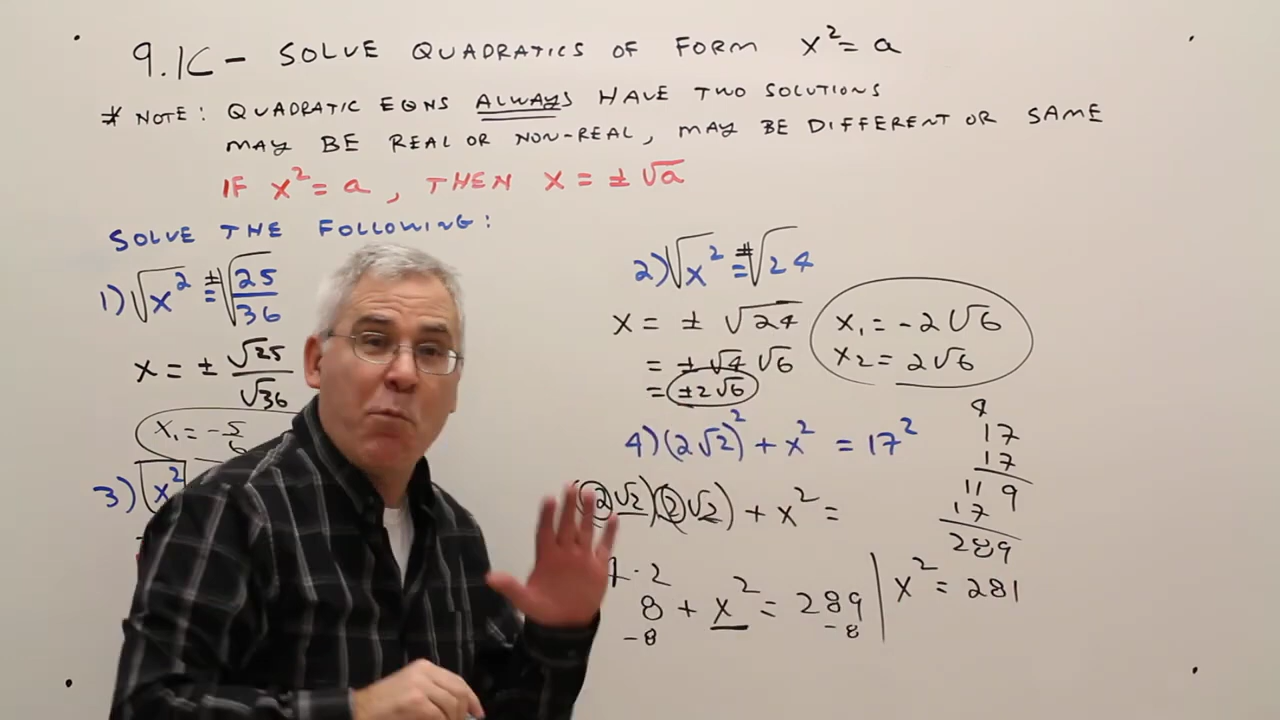 9.1C - SOLVE QUADRATICS OF FORM x² = a
* NOTE: QUADRATIC EQNS ALWAYS HAVE TWO SOLUTIONS
MAY BE REAL OR NON-REAL, MAY BE DIFFERENT OR SAME
IF x² = a, THEN x = ±√a
SOLVE THE FOLLOWING:
1) √x² = ±√25/36
x = ± √25/√36
x₁ = -5/6
3) x²
2) √x² = ±√24
x = ± √24
= ±√4 √6
= ±2√6
x₁ = -2√6
x₂ = 2√6
4) (2√2)² + x² = 17²
(2√2)(2√2) + x² =
4·2
8 + x² = 289
-8 -8
x² = 281
4
17
17
119
17
289